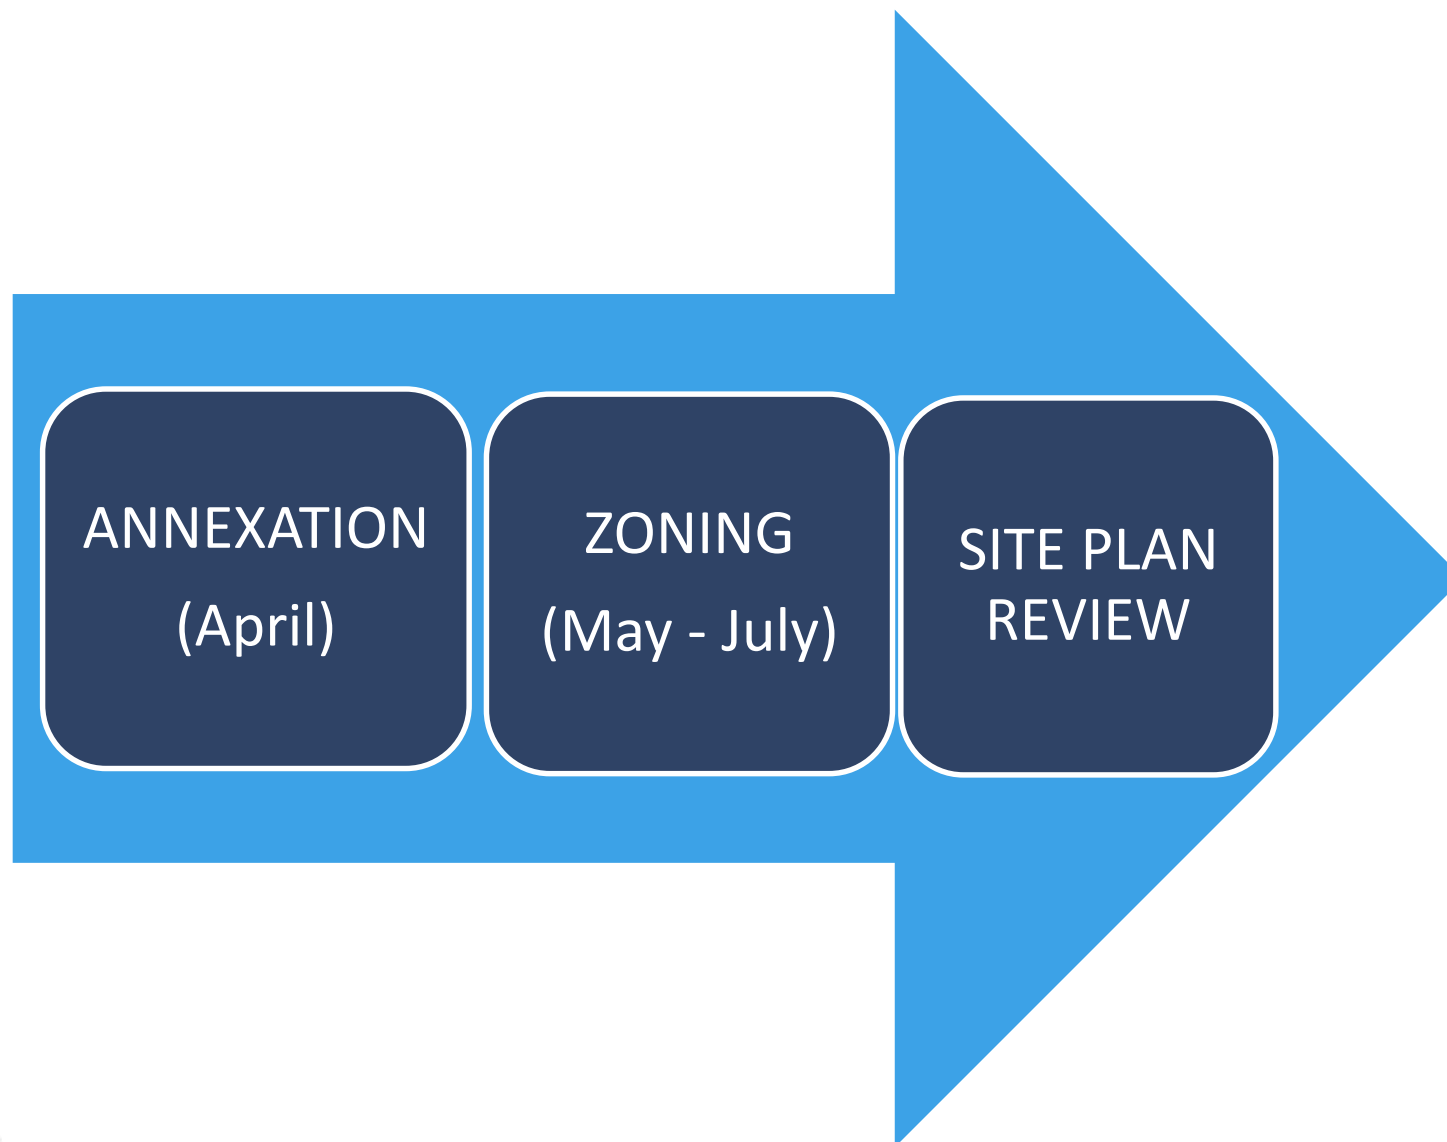 ANNEXATION
(April)
ZONING
(May - July)
SITE PLAN
REVIEW